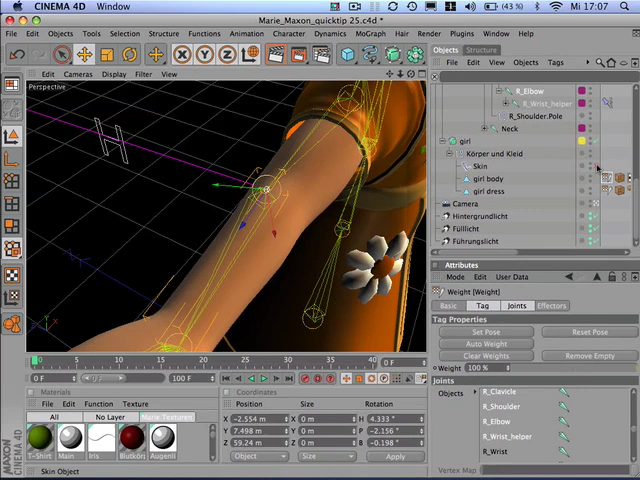 CINEMA 4D Window (93%) Mi 17:07
Marie_Maxon_quicktip 25.c4d *
File Edit Tools Selection Structure Functions Animation Character Dynamics MoGraph Hair Render Plugins Window Help
Objects Structure
View Cameras Display Filter Panel
File Edit View Objects Tags
Perspective
R_Elbow
R_Wrist_helper
R_Shoulder.Pole
Neck
girl
Körper und Kleid
Skin
girl body
girl dress
Camera
Hintergrundlicht
Fülllicht
Führungslicht
Attributes
Mode Edit User Data
Weight [Weight]
Basic Tag Joints Effectors
Tag Properties
Set Pose Reset Pose
Auto Weight
Clear Weights Remove Empty
Weight 100 %
Joints
Objects
R_Clavicle
R_Shoulder
R_Elbow
R_Wrist_helper
R_Wrist
Vertex Map
0 10 20 30 40 0 F
0 F 100 F
Materials
File Edit Function Texture
All No Layer Marie Texturen
T-Shirt Main Iris Blutkörp Augenli
Coordinates
Position Size Rotation
X -2.554 m X 0 m H 4.333 °
Y 7.498 m Y 0 m P -2.156 °
Z 59.24 m Z 0 m B -0.198 °
Object Size Apply
MAXON
CINEMA 4D
Skin Object